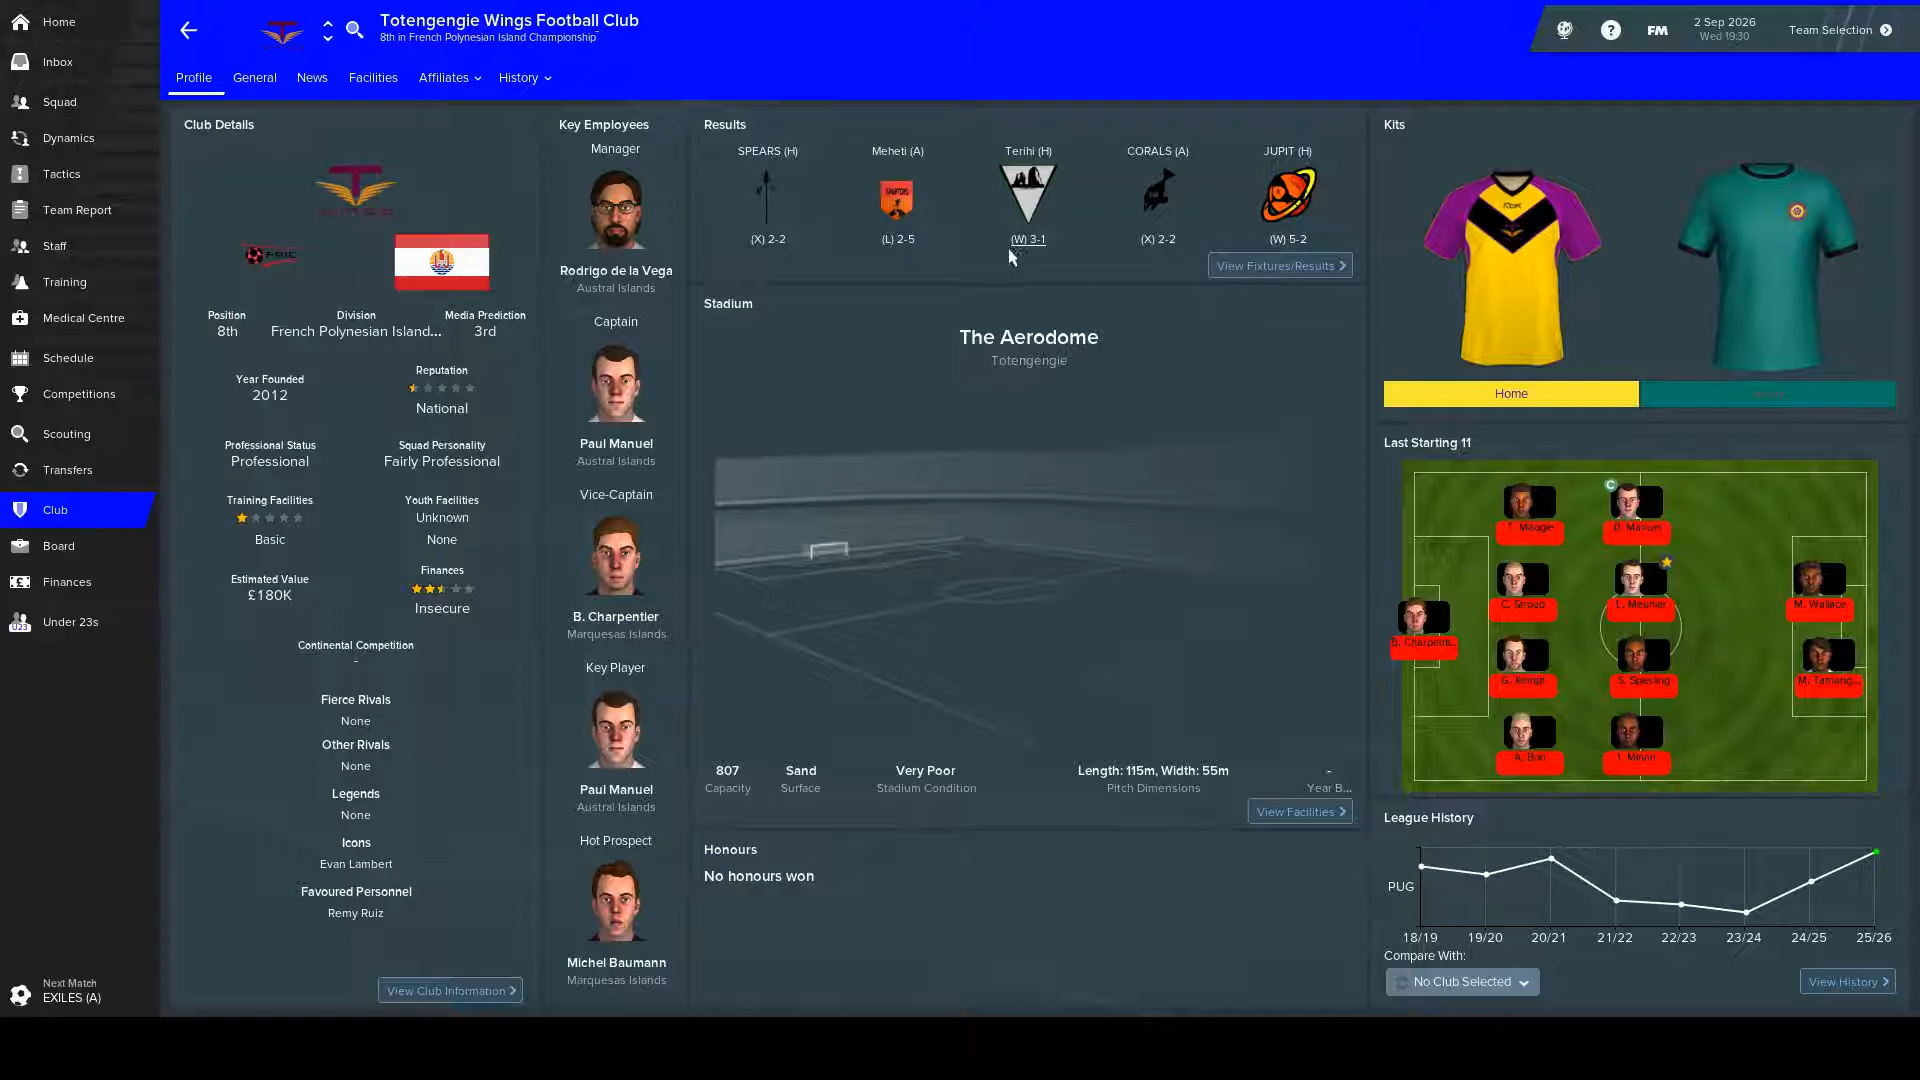 Home
Inbox
Squad
Dynamics
Tactics
Team Report
Staff
Training
Medical Centre
Schedule
Competitions
Scouting
Transfers
Club
Board
Finances
U23
Under 23s
Next Match
EXILES (A)
Totengengie Wings Football Club
8th in French Polynesian Island Championship
FM
2 Sep 2026
Wed 19:30
Team Selection
Profile
General
News
Facilities
Affiliates
History
Club Details
Position
8th
Division
French Polynesian Island...
Media Prediction
3rd
Year Founded
2012
Reputation
National
Professional Status
Professional
Squad Personality
Fairly Professional
Training Facilities
Basic
Youth Facilities
Unknown
None
Estimated Value
£180K
Finances
Insecure
Continental Competition
-
Fierce Rivals
None
Other Rivals
None
Legends
None
Icons
Evan Lambert
Favoured Personnel
Remy Ruiz
View Club Information
Key Employees
Manager
Rodrigo de la Vega
Austral Islands
Captain
Paul Manuel
Austral Islands
Vice-Captain
B. Charpentier
Marquesas Islands
Key Player
Paul Manuel
Austral Islands
Hot Prospect
Michel Baumann
Marquesas Islands
Results
SPEARS (H)
(X) 2-2
Meheti (A)
(L) 2-5
Terihi (H)
(W) 3-1
CORALS (A)
(X) 2-2
JUPIT (H)
(W) 5-2
View Fixtures/Results
Stadium
The Aerodome
Totengengie
807
Capacity
Sand
Surface
Very Poor
Stadium Condition
Length: 115m, Width: 55m
Pitch Dimensions
-
Year B...
View Facilities
Honours
No honours won
Kits
Home
Last Starting 11
T. Maggie
C
C. Stroad
L. Meunier
M. Wallace
B. Charpen...
G. Kempf
S. Spierling
M. Tamang...
League History
PUG
18/19
19/20
20/21
21/22
22/23
23/24
24/25
25/26
Compare With:
No Club Selected
View History